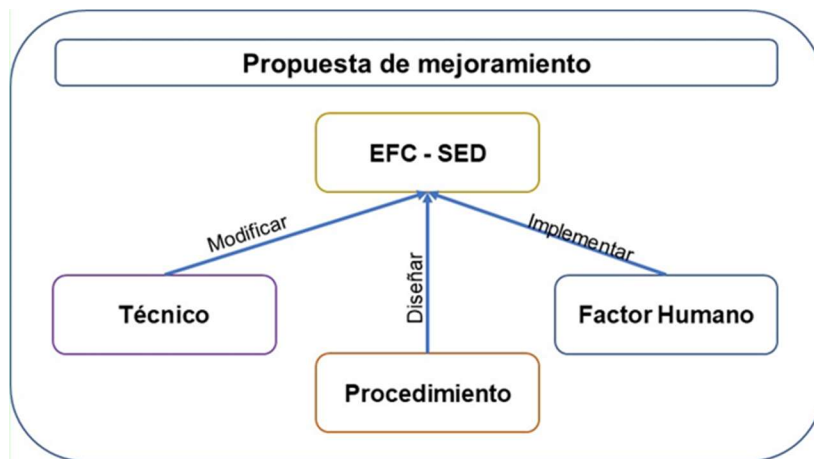 Propuesta de mejoramiento
EFC - SED
Modificar
Diseñar
Implementar
Técnico
Procedimiento
Factor Humano